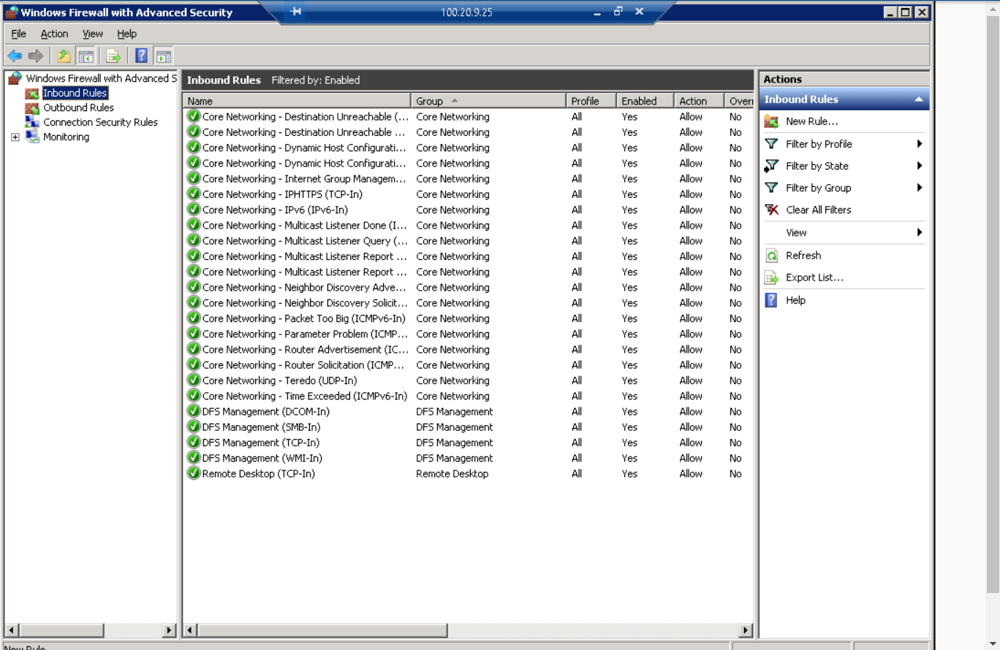 Windows Firewall with Advanced Security
100.20.9.25
File Action View Help
Windows Firewall with Advanced S
Inbound Rules
Outbound Rules
Connection Security Rules
Monitoring
Inbound Rules Filtered by: Enabled
Name Group Profile Enabled Action Overr
Core Networking - Destination Unreachable (... Core Networking All Yes Allow No
Core Networking - Destination Unreachable ... Core Networking All Yes Allow No
Core Networking - Dynamic Host Configurati... Core Networking All Yes Allow No
Core Networking - Dynamic Host Configurati... Core Networking All Yes Allow No
Core Networking - Internet Group Managem... Core Networking All Yes Allow No
Core Networking - IPHTTPS (TCP-In) Core Networking All Yes Allow No
Core Networking - IPv6 (IPv6-In) Core Networking All Yes Allow No
Core Networking - Multicast Listener Done (I... Core Networking All Yes Allow No
Core Networking - Multicast Listener Query (... Core Networking All Yes Allow No
Core Networking - Multicast Listener Report ... Core Networking All Yes Allow No
Core Networking - Multicast Listener Report ... Core Networking All Yes Allow No
Core Networking - Neighbor Discovery Adve... Core Networking All Yes Allow No
Core Networking - Neighbor Discovery Solicit... Core Networking All Yes Allow No
Core Networking - Packet Too Big (ICMPv6-In) Core Networking All Yes Allow No
Core Networking - Parameter Problem (ICMP... Core Networking All Yes Allow No
Core Networking - Router Advertisement (IC... Core Networking All Yes Allow No
Core Networking - Router Solicitation (ICMP... Core Networking All Yes Allow No
Core Networking - Teredo (UDP-In) Core Networking All Yes Allow No
Core Networking - Time Exceeded (ICMPv6-In) Core Networking All Yes Allow No
DFS Management (DCOM-In) DFS Management All Yes Allow No
DFS Management (SMB-In) DFS Management All Yes Allow No
DFS Management (TCP-In) DFS Management All Yes Allow No
DFS Management (WMI-In) DFS Management All Yes Allow No
Remote Desktop (TCP-In) Remote Desktop All Yes Allow No
Actions
Inbound Rules
New Rule...
Filter by Profile
Filter by State
Filter by Group
Clear All Filters
View
Refresh
Export List...
Help
New Rule